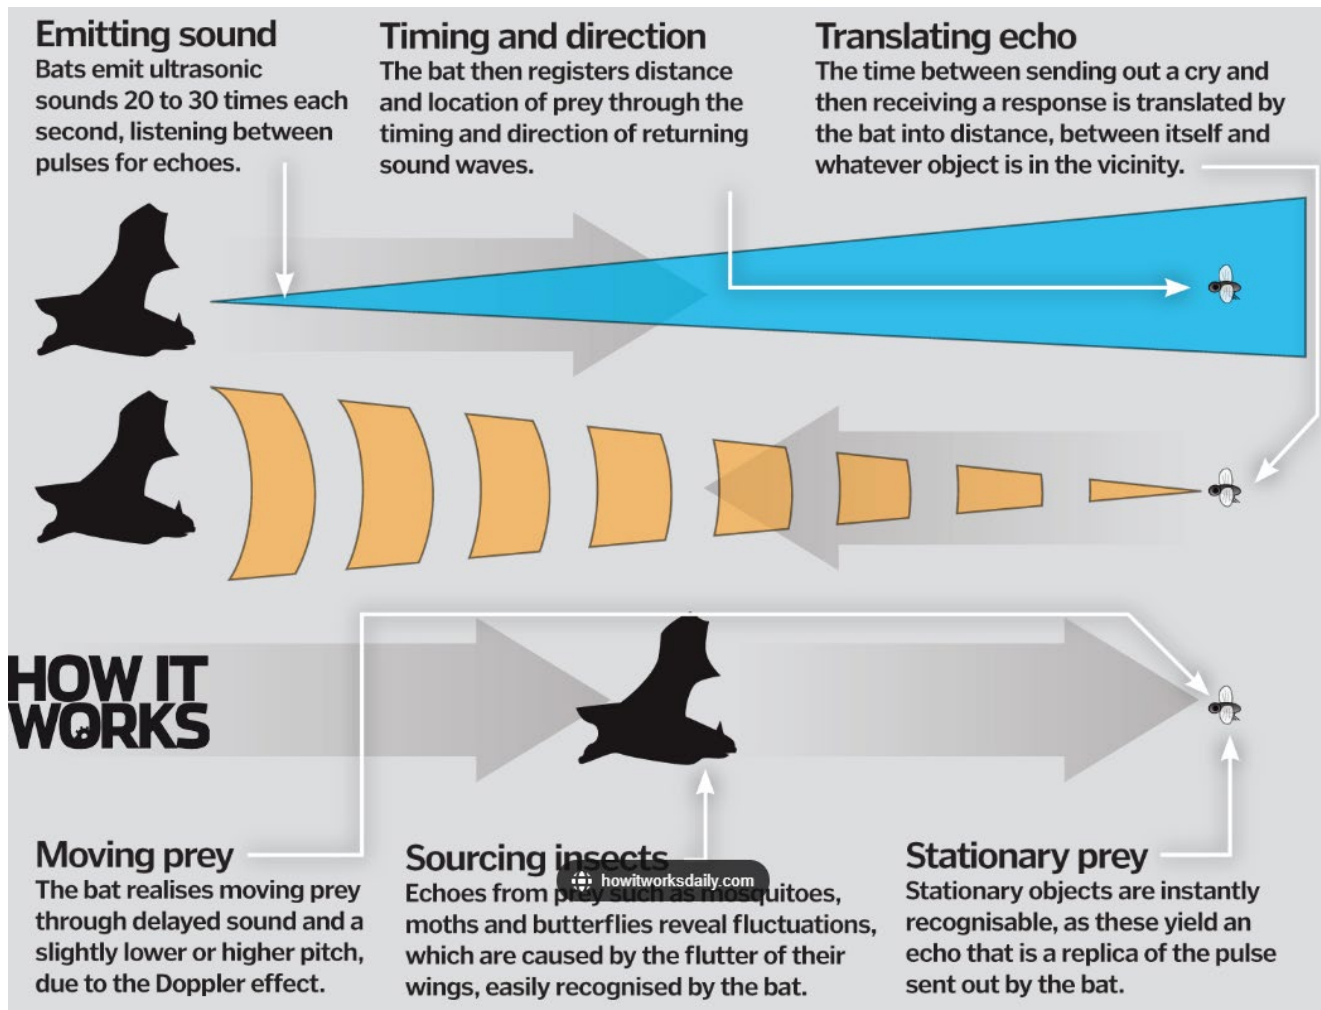 Emitting sound
Bats emit ultrasonic
sounds 20 to 30 times each
second, listening between
pulses for echoes.
Timing and direction
The bat then registers distance
and location of prey through the
timing and direction of returning
sound waves.
Translating echo
The time between sending out a cry and
then receiving a response is translated by
the bat into distance, between itself and
whatever object is in the vicinity.
HOW IT
WORKS
Moving prey
The bat realises moving prey
through delayed sound and a
slightly lower or higher pitch,
due to the Doppler effect.
Sourcing insects
howitworksdaily.com
Echoes from prey such as mosquitoes,
moths and butterflies reveal fluctuations,
which are caused by the flutter of their
wings, easily recognised by the bat.
Stationary prey
Stationary objects are instantly
recognisable, as these yield an
echo that is a replica of the pulse
sent out by the bat.